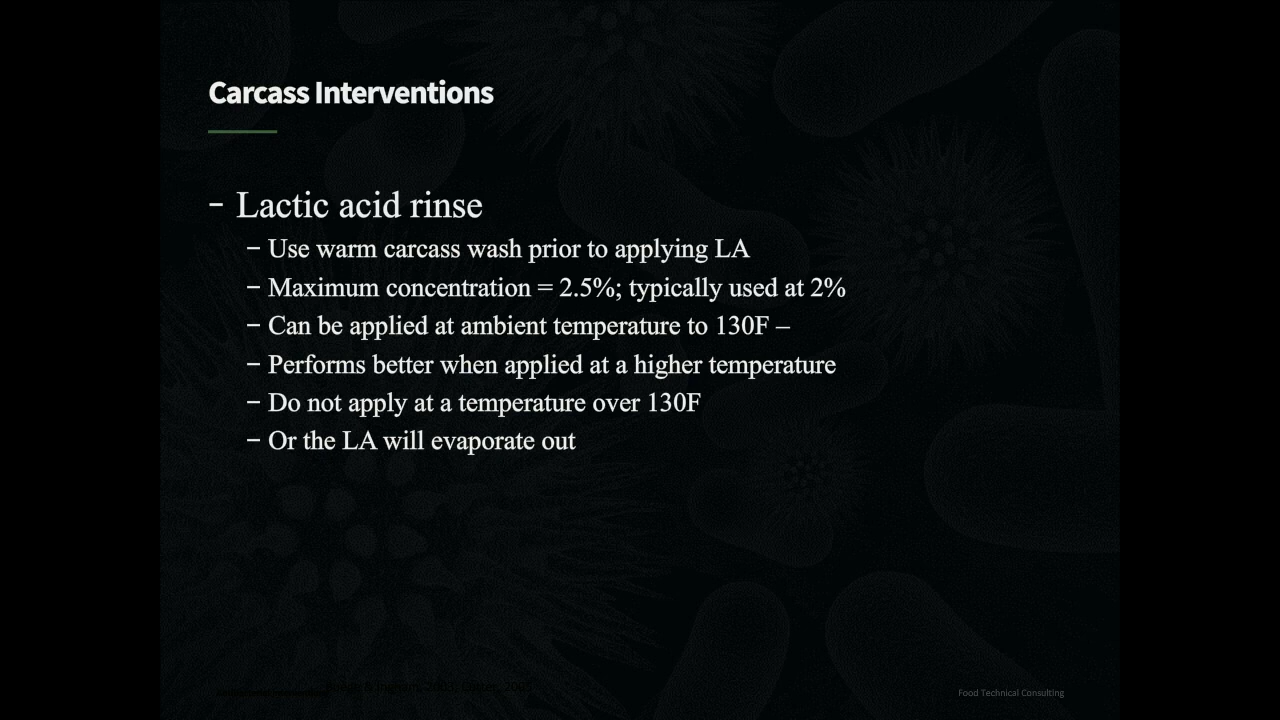 Carcass Interventions
− Lactic acid rinse
− Use warm carcass wash prior to applying LA
− Maximum concentration = 2.5%; typically used at 2%
− Can be applied at ambient temperature to 130F –
− Performs better when applied at a higher temperature
− Do not apply at a temperature over 130F
− Or the LA will evaporate out
Food Technical Consulting